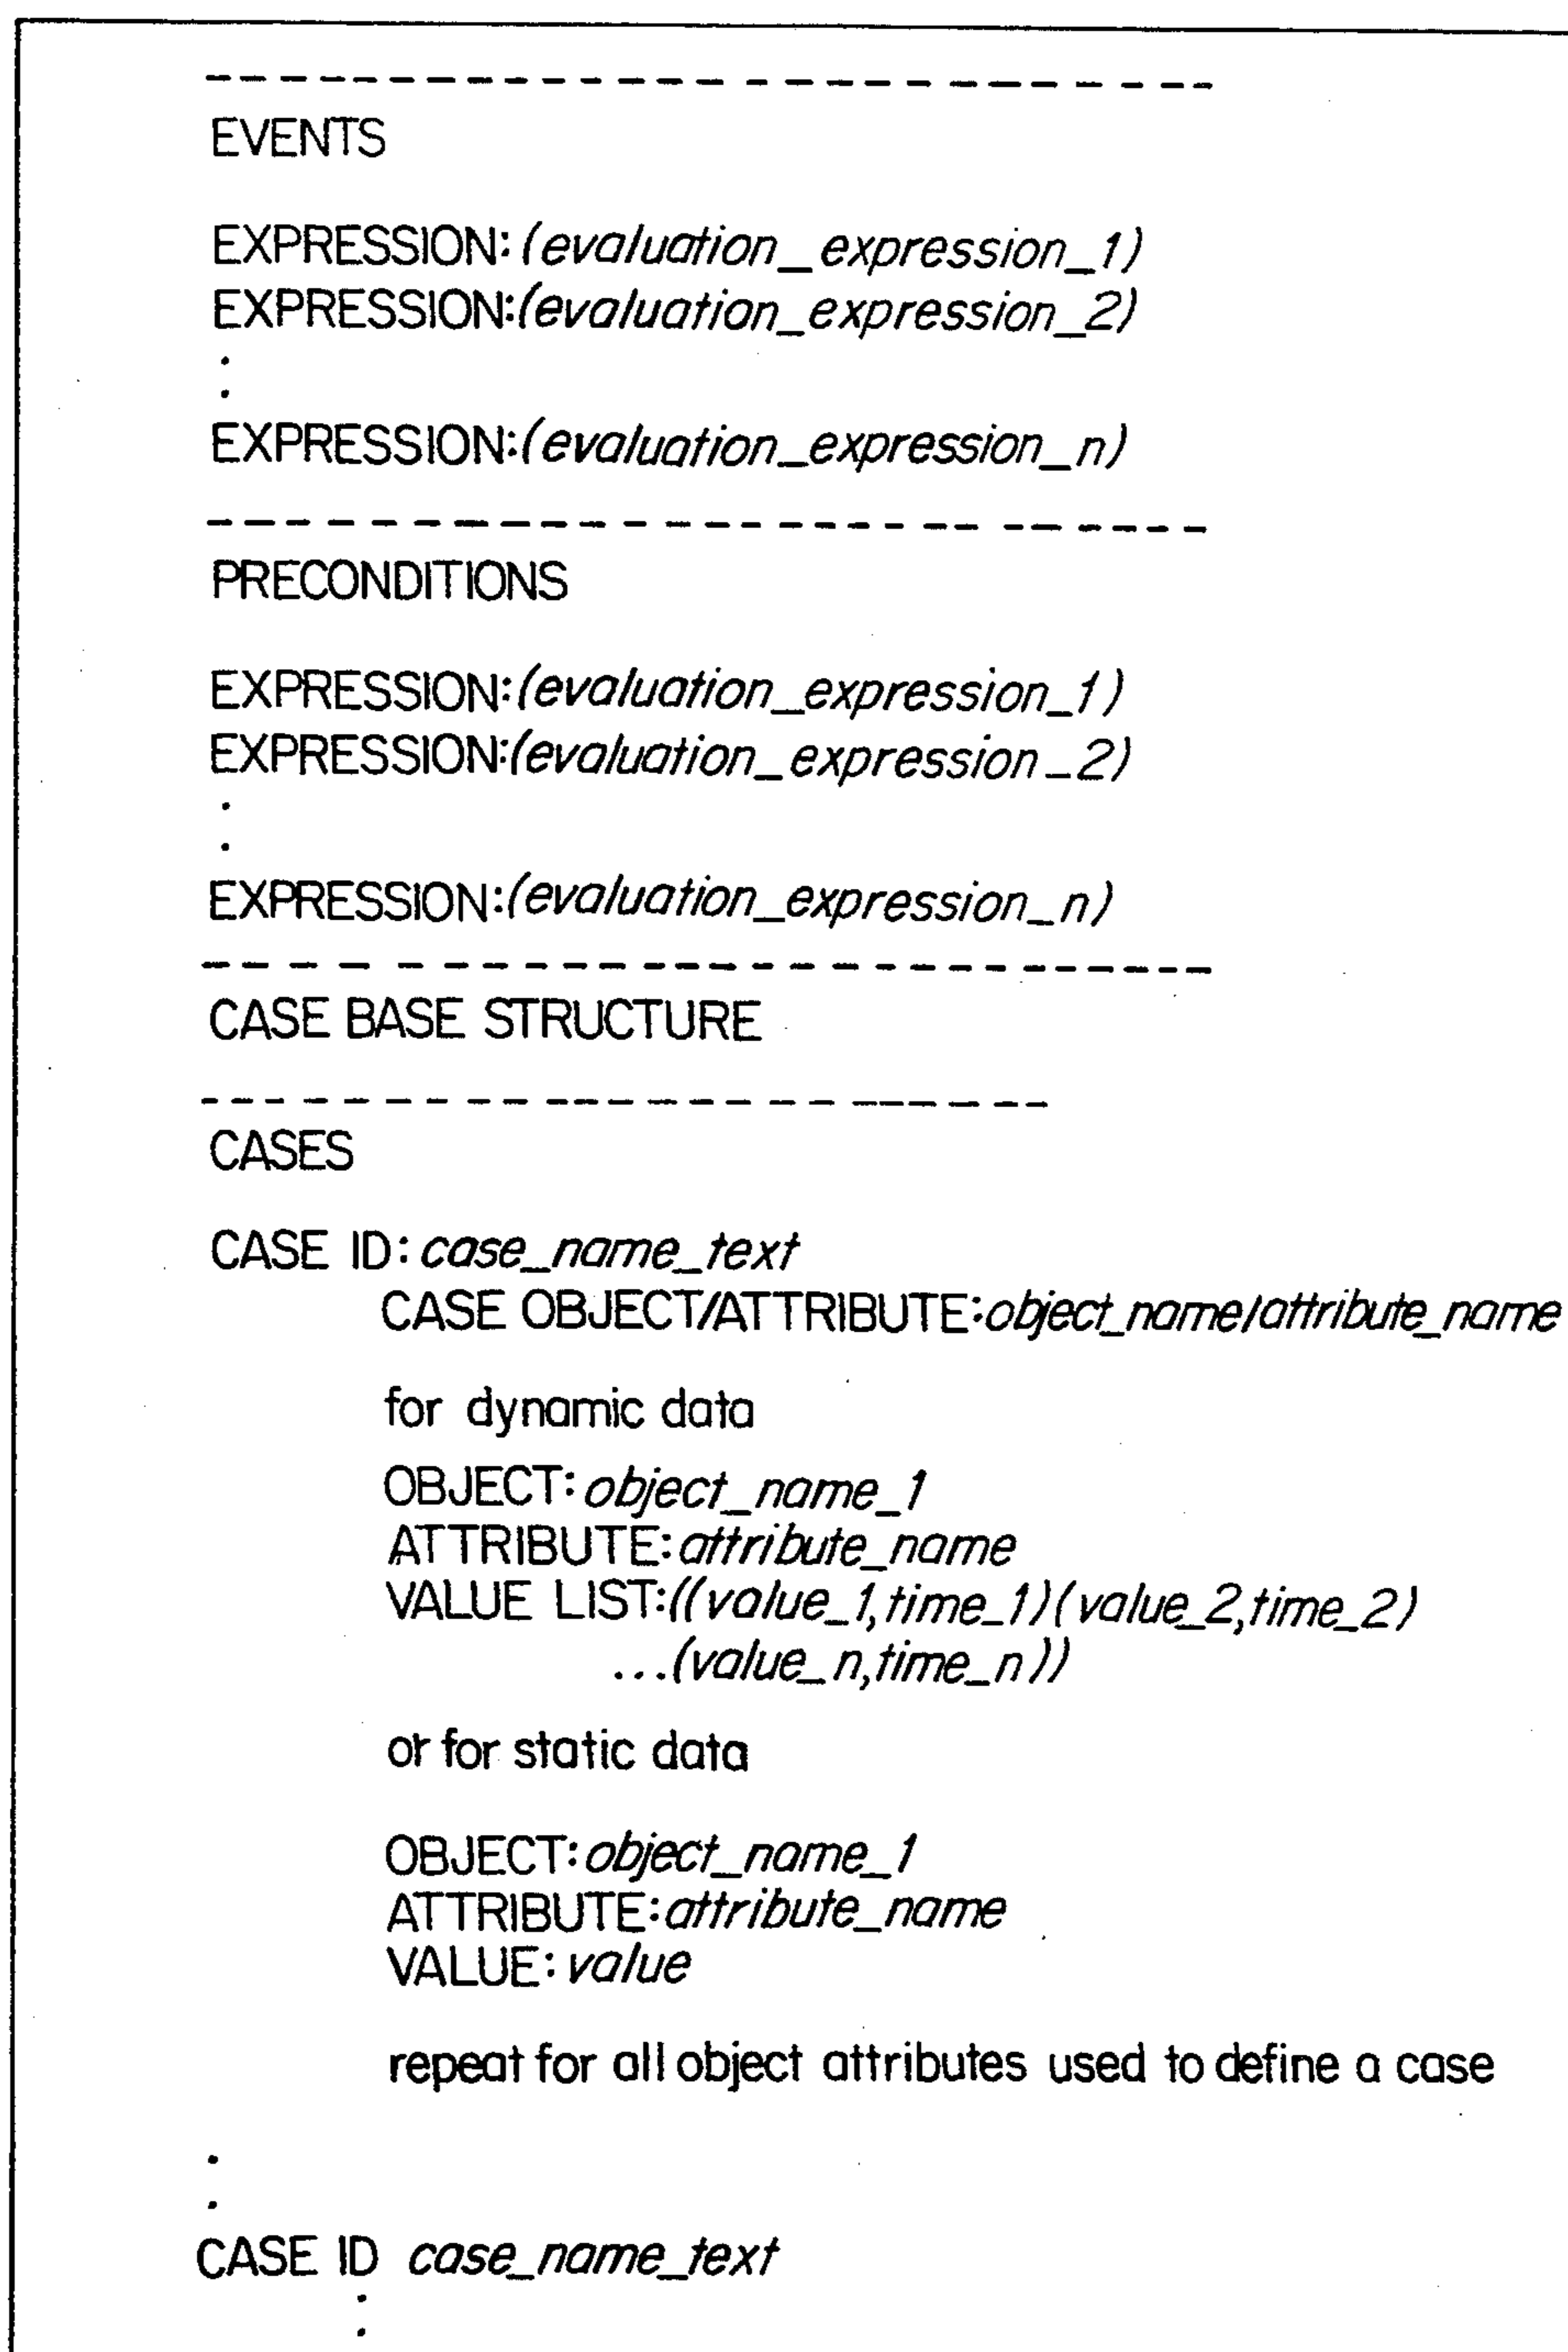 EVENTS
EXPRESSION: (evaluation_expression_1)
EXPRESSION:(evaluation_expression_2)
:
EXPRESSION:(evaluation_expression_n)
PRECONDITIONS
EXPRESSION:(evaluation_expression_1)
EXPRESSION:(evaluation_expression_2)
:
EXPRESSION:(evaluation_expression_n)
CASE BASE STRUCTURE
CASES
CASE ID: case_name_text
CASE OBJECT/ATTRIBUTE:object_name/attribute_name
for dynamic data
OBJECT: object_name_1
ATTRIBUTE: attribute_name
VALUE LIST:((value_1,time_1)(value_2,time_2)
...(value_n,time_n))
or for static data
OBJECT: object_name_1
ATTRIBUTE: attribute_name
VALUE: value
repeat for all object attributes used to define a case
:
CASE ID case_name_text
: